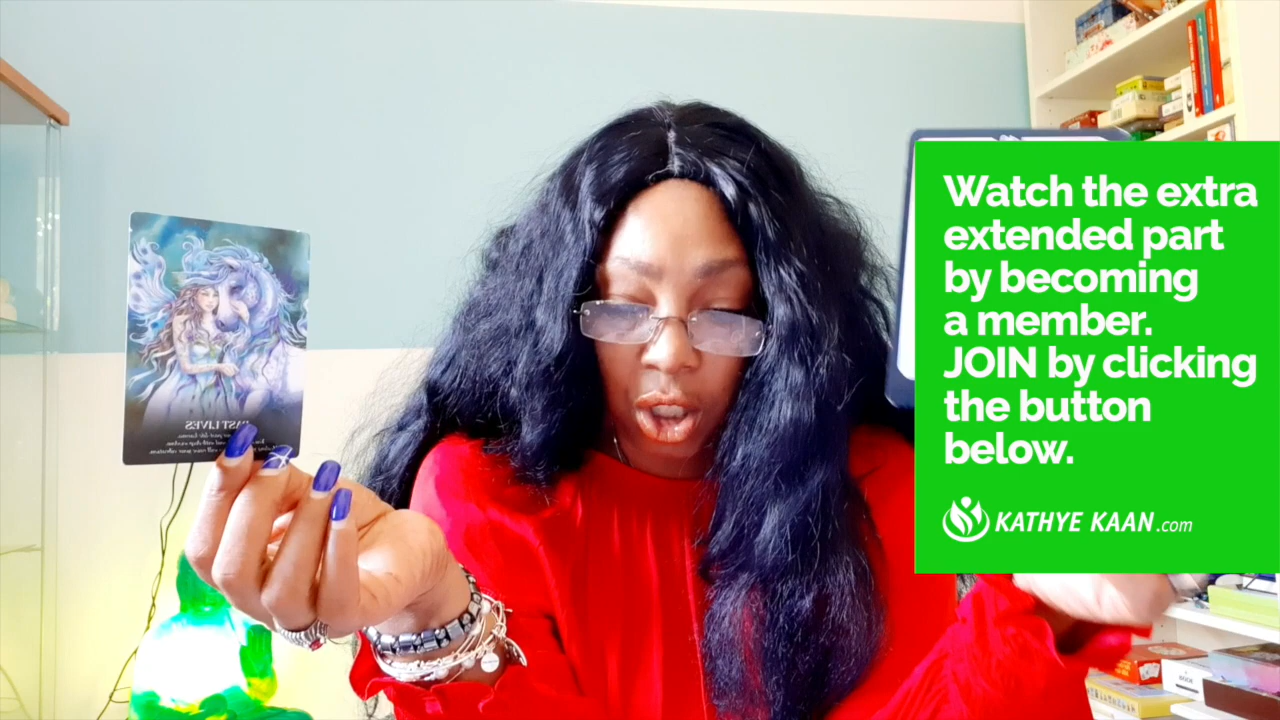 PAST LIVES
Watch the extra
extended part
by becoming
a member.
JOIN by clicking
the button
below.
KATHYE KAAN.com